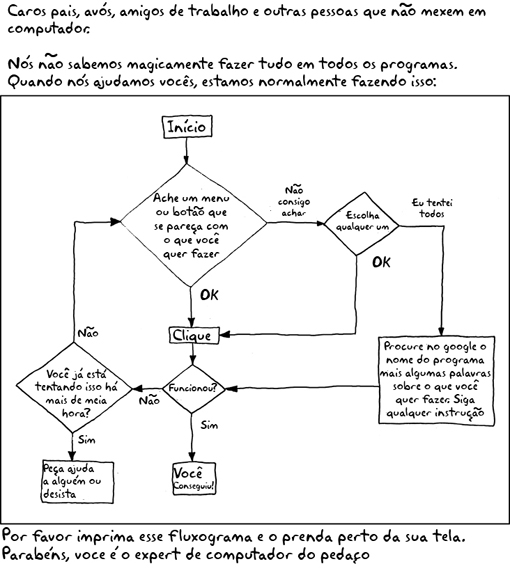 Caros pais, avós, amigos de trabalho e outras pessoas que não mexem em
computador.
Nós não sabemos magicamente fazer tudo em todos os programas.
Quando nós ajudamos vocês, estamos normalmente fazendo isso:
Início
Ache um menu
ou botão que
se pareça com
o que você
quer fazer
Não
consigo
achar
Escolha
qualquer um
Eu tentei
todos
OK
OK
Clique
Procure no google o
nome do programa
mais algumas palavras
sobre o que você
quer fazer. Siga
qualquer instrução
Funcionou?
Não
Você já está
tentando isso há
mais de meia
hora?
Não
Sim
Sim
Peça ajuda
a alguém ou
desista
Você
Conseguiu!
Por favor imprima esse fluxograma e o prenda perto da sua tela.
Parabéns, voce é o expert de computador do pedaço